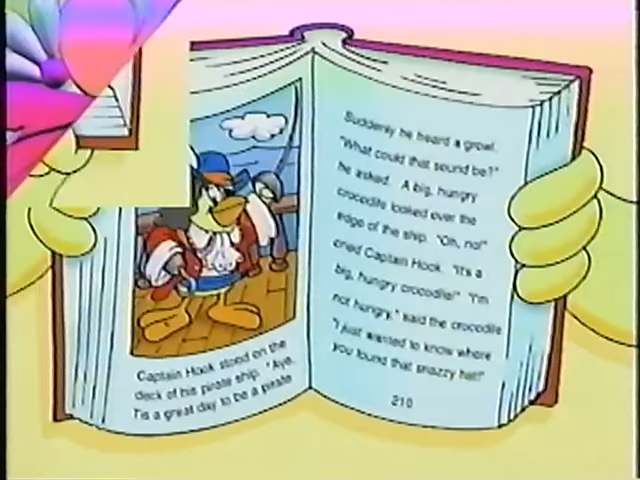 Captain Hook stood on the
deck of his pirate ship. "Aye,
Tis a great day to be a pirate
Suddenly he heard a growl.
"What could that sound be?"
he asked. A big, hungry
crocodile looked over the
edge of the ship. "Oh, no!"
cried Captain Hook. "It's a
big, hungry crocodile!" "I'm
not hungry," said the crocodile
"I just wanted to know where
you found that snazzy hat!"
210